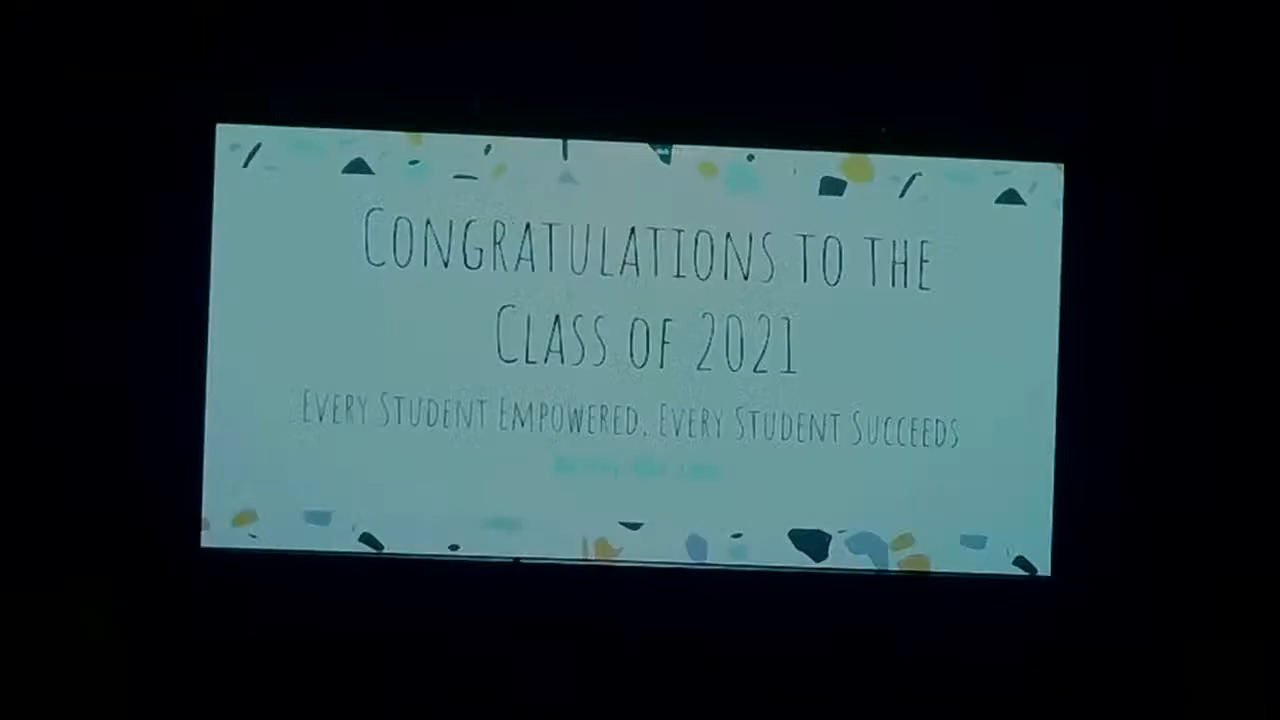 Congratulations to the
Class of 2021
Every Student Empowered, Every Student Succeeds